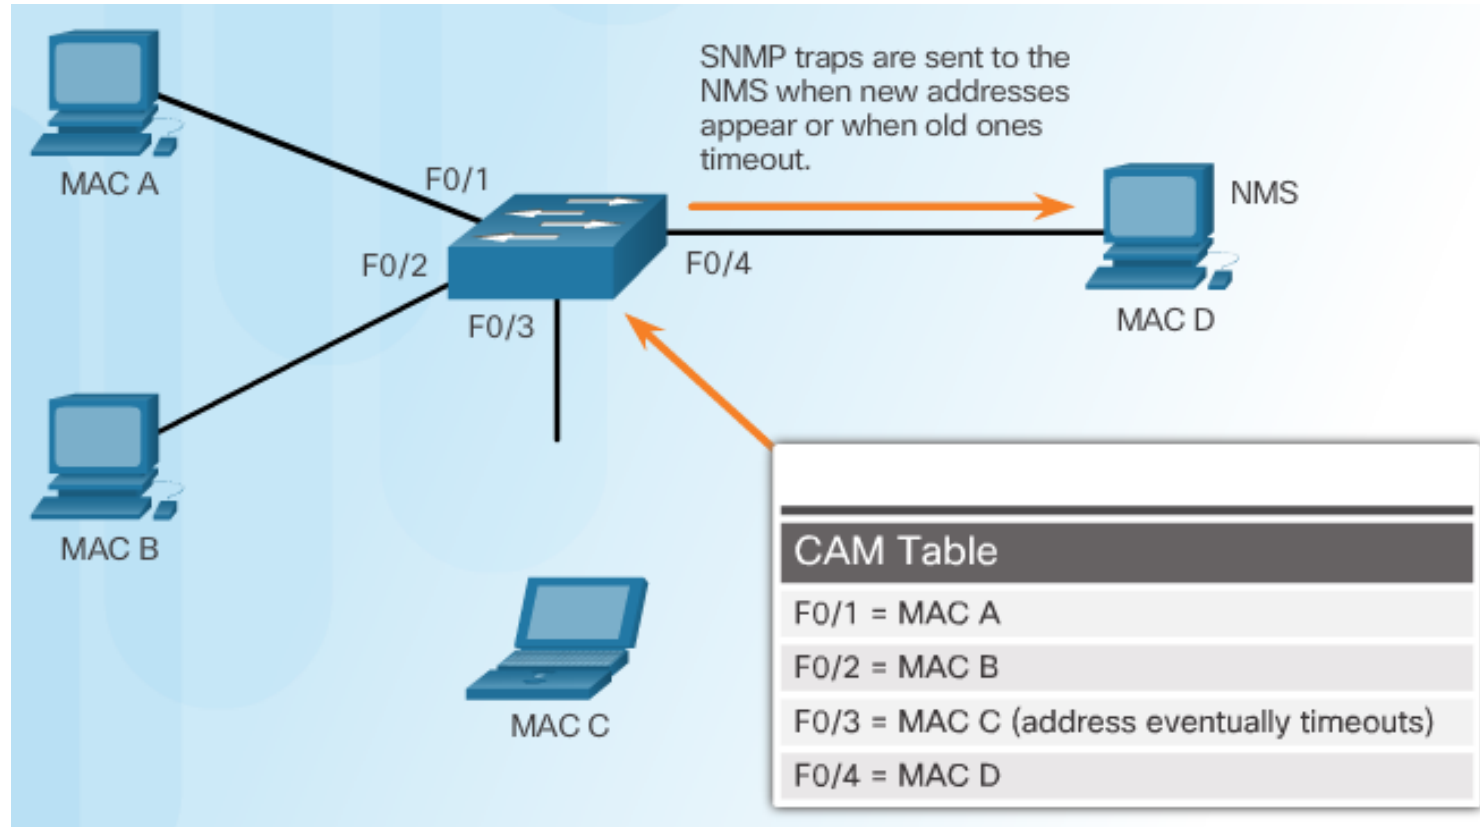 SNMP traps are sent to the
NMS when new addresses
appear or when old ones
timeout.
MAC A
F0/1
NMS
F0/2
F0/4
F0/3
MAC D
MAC B
MAC C
CAM Table
F0/1 = MAC A
F0/2 = MAC B
F0/3 = MAC C (address eventually timeouts)
F0/4 = MAC D